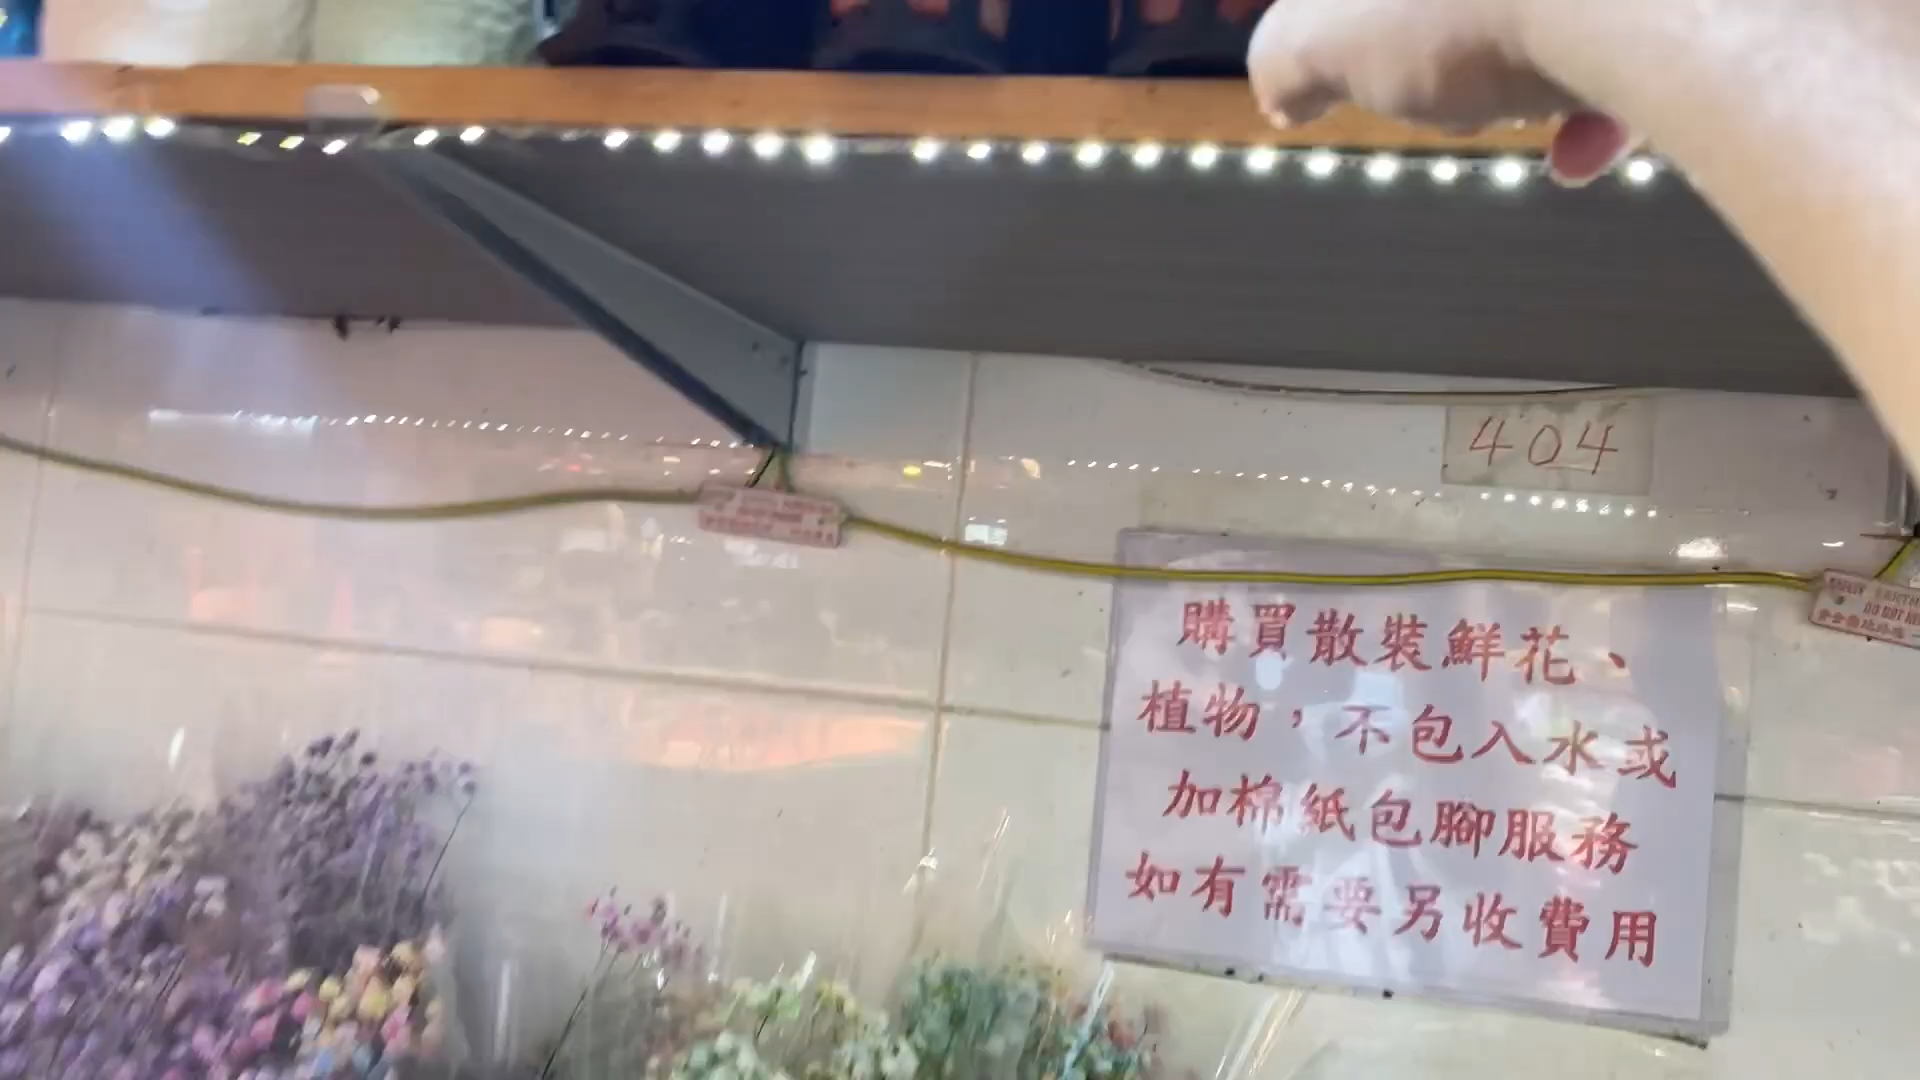 404
購買散裝鮮花、
植物，不包入水或
加棉紙包腳服務
如有需要另收費用